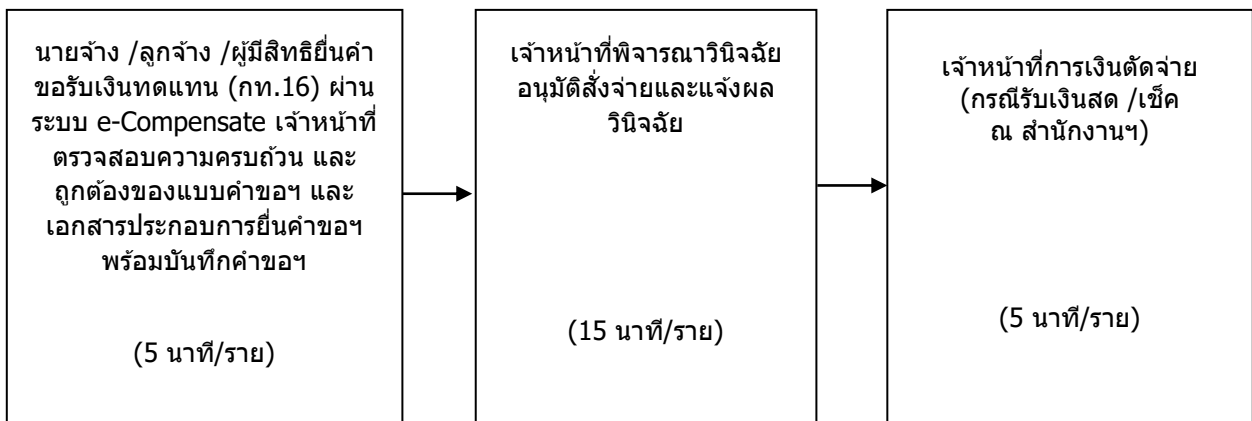 นายจ้าง /ลูกจ้าง /ผู้มีสิทธิยื่นคำ
ขอรับเงินทดแทน (กท.16) ผ่าน
ระบบ e-Compensate เจ้าหน้าที่
ตรวจสอบความครบถ้วน และ
ถูกต้องของแบบคำขอฯ และ
เอกสารประกอบการยื่นคำขอฯ
พร้อมบันทึกคำขอฯ
(5 นาที/ราย)
เจ้าหน้าที่พิจารณาวินิจฉัย
อนุมัติสั่งจ่ายและแจ้งผล
วินิจฉัย
(15 นาที/ราย)
เจ้าหน้าที่การเงินตัดจ่าย
(กรณีรับเงินสด /เช็ค
ณ สำนักงานฯ)
(5 นาที/ราย)